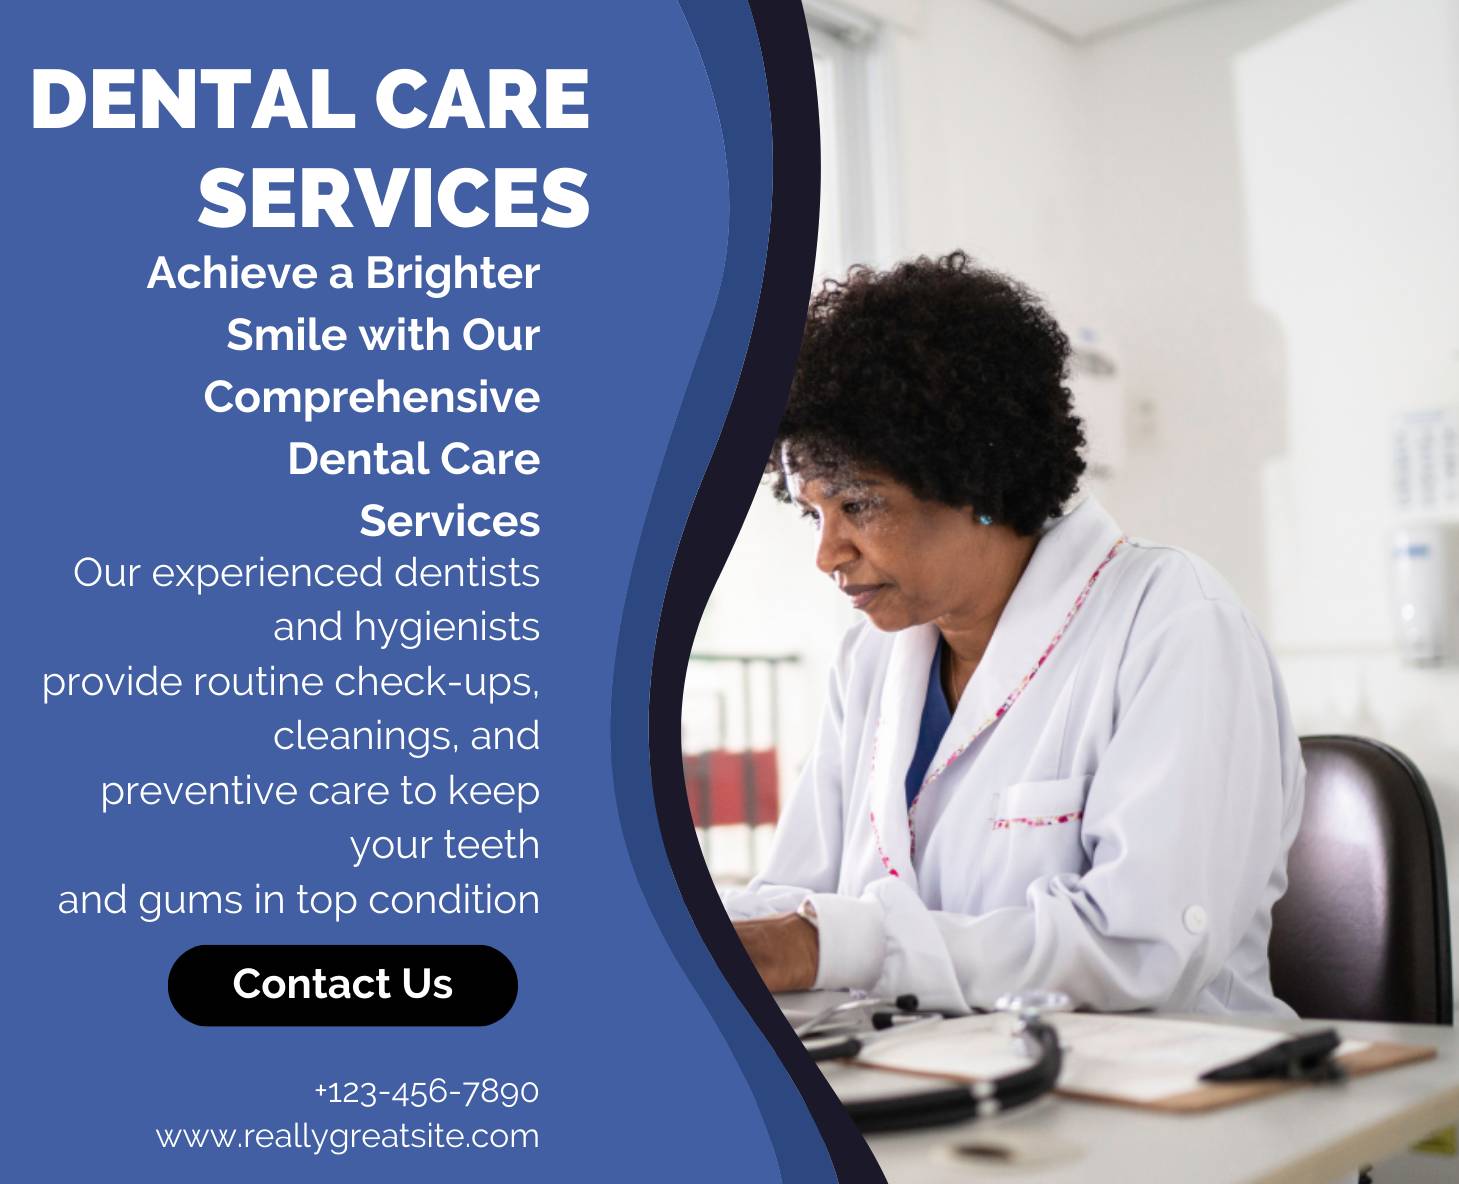 DENTAL CARE
SERVICES
Achieve a Brighter
Smile with Our
Comprehensive
Dental Care
Services
Our experienced dentists
and hygienists
provide routine check-ups,
cleanings, and
preventive care to keep
your teeth
and gums in top condition
Contact Us
+123-456-7890
www.reallygreatsite.com